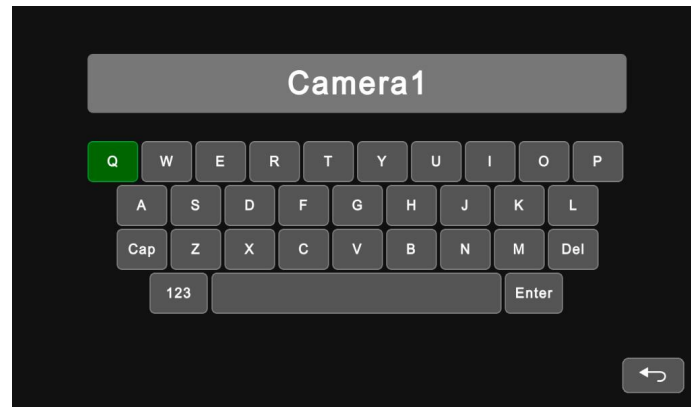 Camera1
Q W E R T Y U I O P
A S D F G H J K L
Cap Z X C V B N M Del
123 Enter